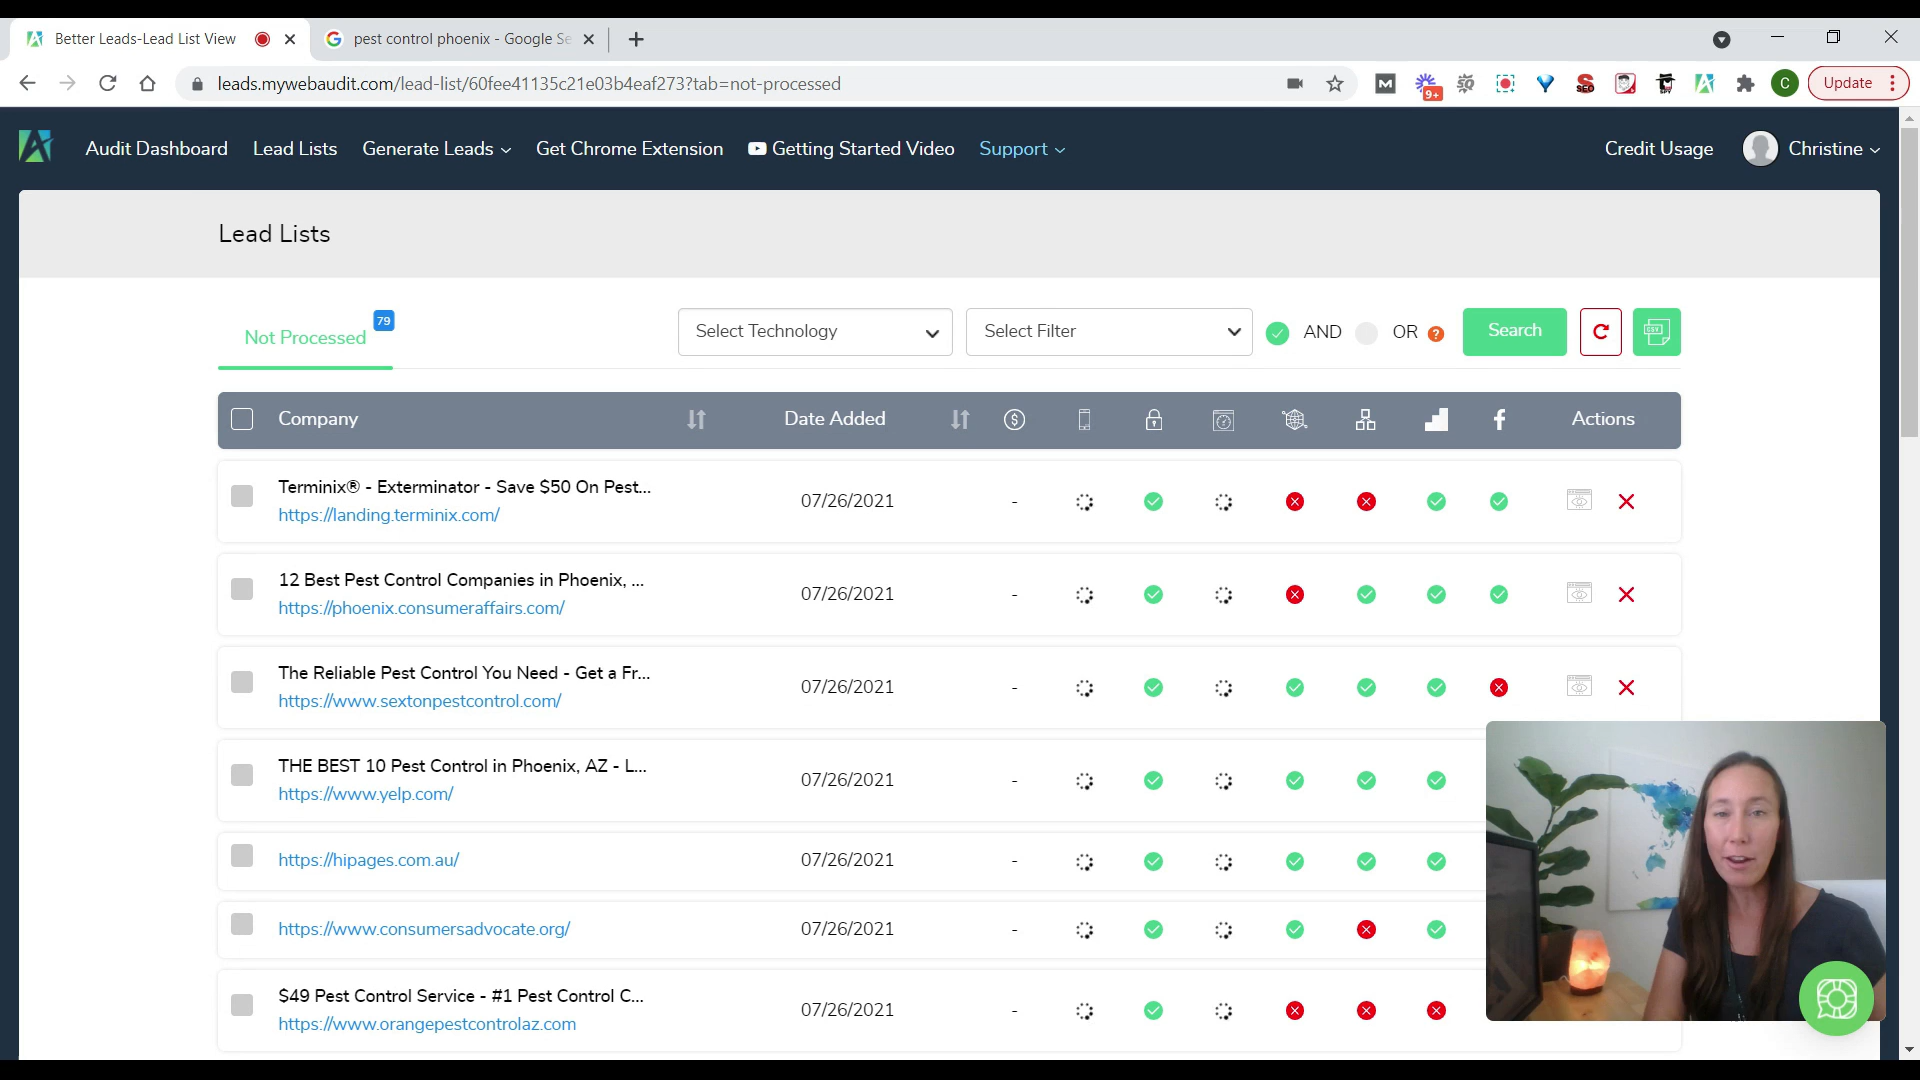 Better Leads-Lead List View
pest control phoenix - Google Se
leads.mywebaudit.com/lead-list/60fee41135c21e03b4eaf273?tab=not-processed
9+
SEO
C
Update
Audit Dashboard
Lead Lists
Generate Leads
Get Chrome Extension
Getting Started Video
Support
Credit Usage
Christine
Lead Lists
Not Processed
79
Select Technology
Select Filter
AND
OR
?
Search
CSV
Company
Date Added
Actions
Terminix® - Exterminator - Save $50 On Pest...
https://landing.terminix.com/
07/26/2021
-
12 Best Pest Control Companies in Phoenix, ...
https://phoenix.consumeraffairs.com/
07/26/2021
-
The Reliable Pest Control You Need - Get a Fr...
https://www.sextonpestcontrol.com/
07/26/2021
-
THE BEST 10 Pest Control in Phoenix, AZ - L...
https://www.yelp.com/
07/26/2021
-
https://hipages.com.au/
07/26/2021
-
https://www.consumersadvocate.org/
07/26/2021
-
$49 Pest Control Service - #1 Pest Control C...
https://www.orangepestcontrolaz.com
07/26/2021
-